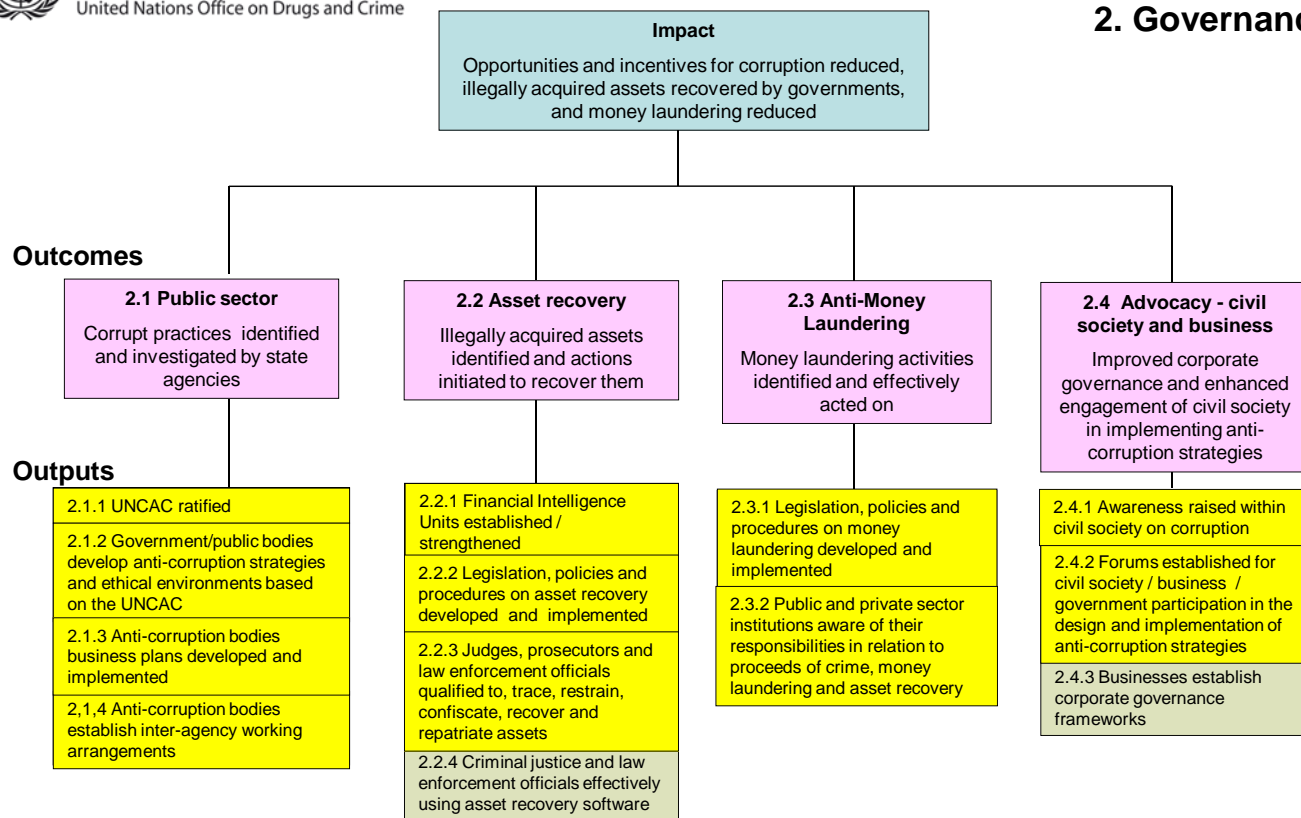 United Nations Office on Drugs and Crime
2. Governanc
Impact
Opportunities and incentives for corruption reduced,
illegally acquired assets recovered by governments,
and money laundering reduced
Outcomes
2.1 Public sector
Corrupt practices identified
and investigated by state
agencies
2.2 Asset recovery
Illegally acquired assets
identified and actions
initiated to recover them
2.3 Anti-Money
Laundering
Money laundering activities
identified and effectively
acted on
2.4 Advocacy - civil
society and business
Improved corporate
governance and enhanced
engagement of civil society
in implementing anti-
corruption strategies
Outputs
2.1.1 UNCAC ratified
2.1.2 Government/public bodies
develop anti-corruption strategies
and ethical environments based
on the UNCAC
2.1.3 Anti-corruption bodies
business plans developed and
implemented
2,1,4 Anti-corruption bodies
establish inter-agency working
arrangements
2.2.1 Financial Intelligence
Units established /
strengthened
2.2.2 Legislation, policies and
procedures on asset recovery
developed and implemented
2.2.3 Judges, prosecutors and
law enforcement officials
qualified to, trace, restrain,
confiscate, recover and
repatriate assets
2.2.4 Criminal justice and law
enforcement officials effectively
using asset recovery software
2.3.1 Legislation, policies and
procedures on money
laundering developed and
implemented
2.3.2 Public and private sector
institutions aware of their
responsibilities in relation to
proceeds of crime, money
laundering and asset recovery
2.4.1 Awareness raised within
civil society on corruption
2.4.2 Forums established for
civil society / business /
government participation in the
design and implementation of
anti-corruption strategies
2.4.3 Businesses establish
corporate governance
frameworks